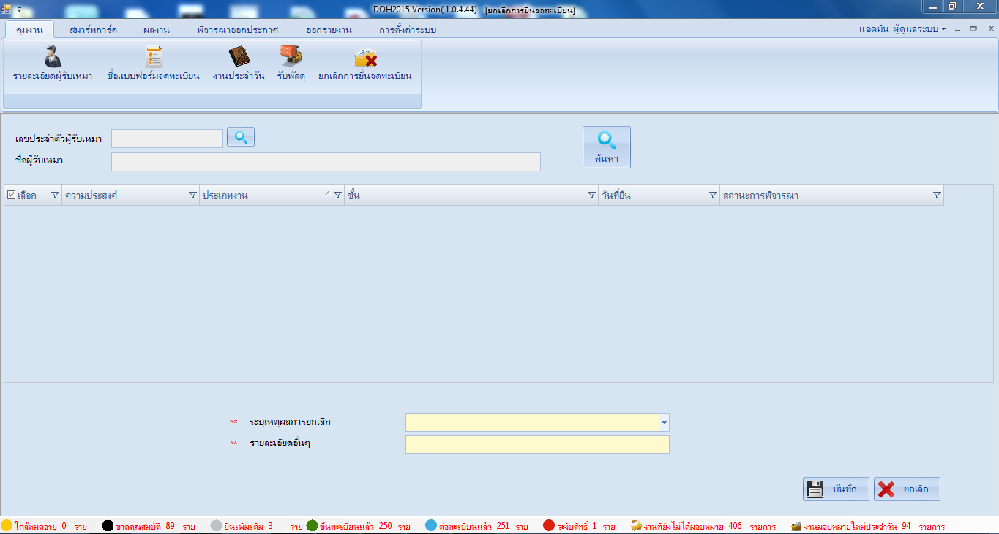 DOH2015 Version( 1.0.4.44) - [ยกเลิกการยื่นจดทะเบียน]
คุมงาน สมาร์ทการ์ด ผลงาน พิจารณาออกประกาศ ออกรายงาน การตั้งค่าระบบ แอดมิน ผู้ดูแลระบบ
รายละเอียดผู้รับเหมา ชื่อแบบฟอร์มจดทะเบียน งานประจำวัน รับพัสดุ ยกเลิกการยื่นจดทะเบียน
เลขประจำตัวผู้รับเหมา
ชื่อผู้รับเหมา
ค้นหา
เลือก ความประสงค์ ประเภทงาน ชั้น วันที่ยื่น สถานะการพิจารณา
** ระบุเหตุผลการยกเลิก
** รายละเอียดอื่นๆ
บันทึก ยกเลิก
ใกล้หมดอายุ 0 ราย ขาดคุณสมบัติ 89 ราย ยื่นเพิ่มเติม 3 ราย ขึ้นทะเบียนแล้ว 250 ราย ต่อทะเบียนแล้ว 251 ราย ระงับสิทธิ์ 1 ราย งานที่ยังไม่ได้มอบหมาย 406 รายการ งานมอบหมายใหม่ประจำวัน 94 รายการ